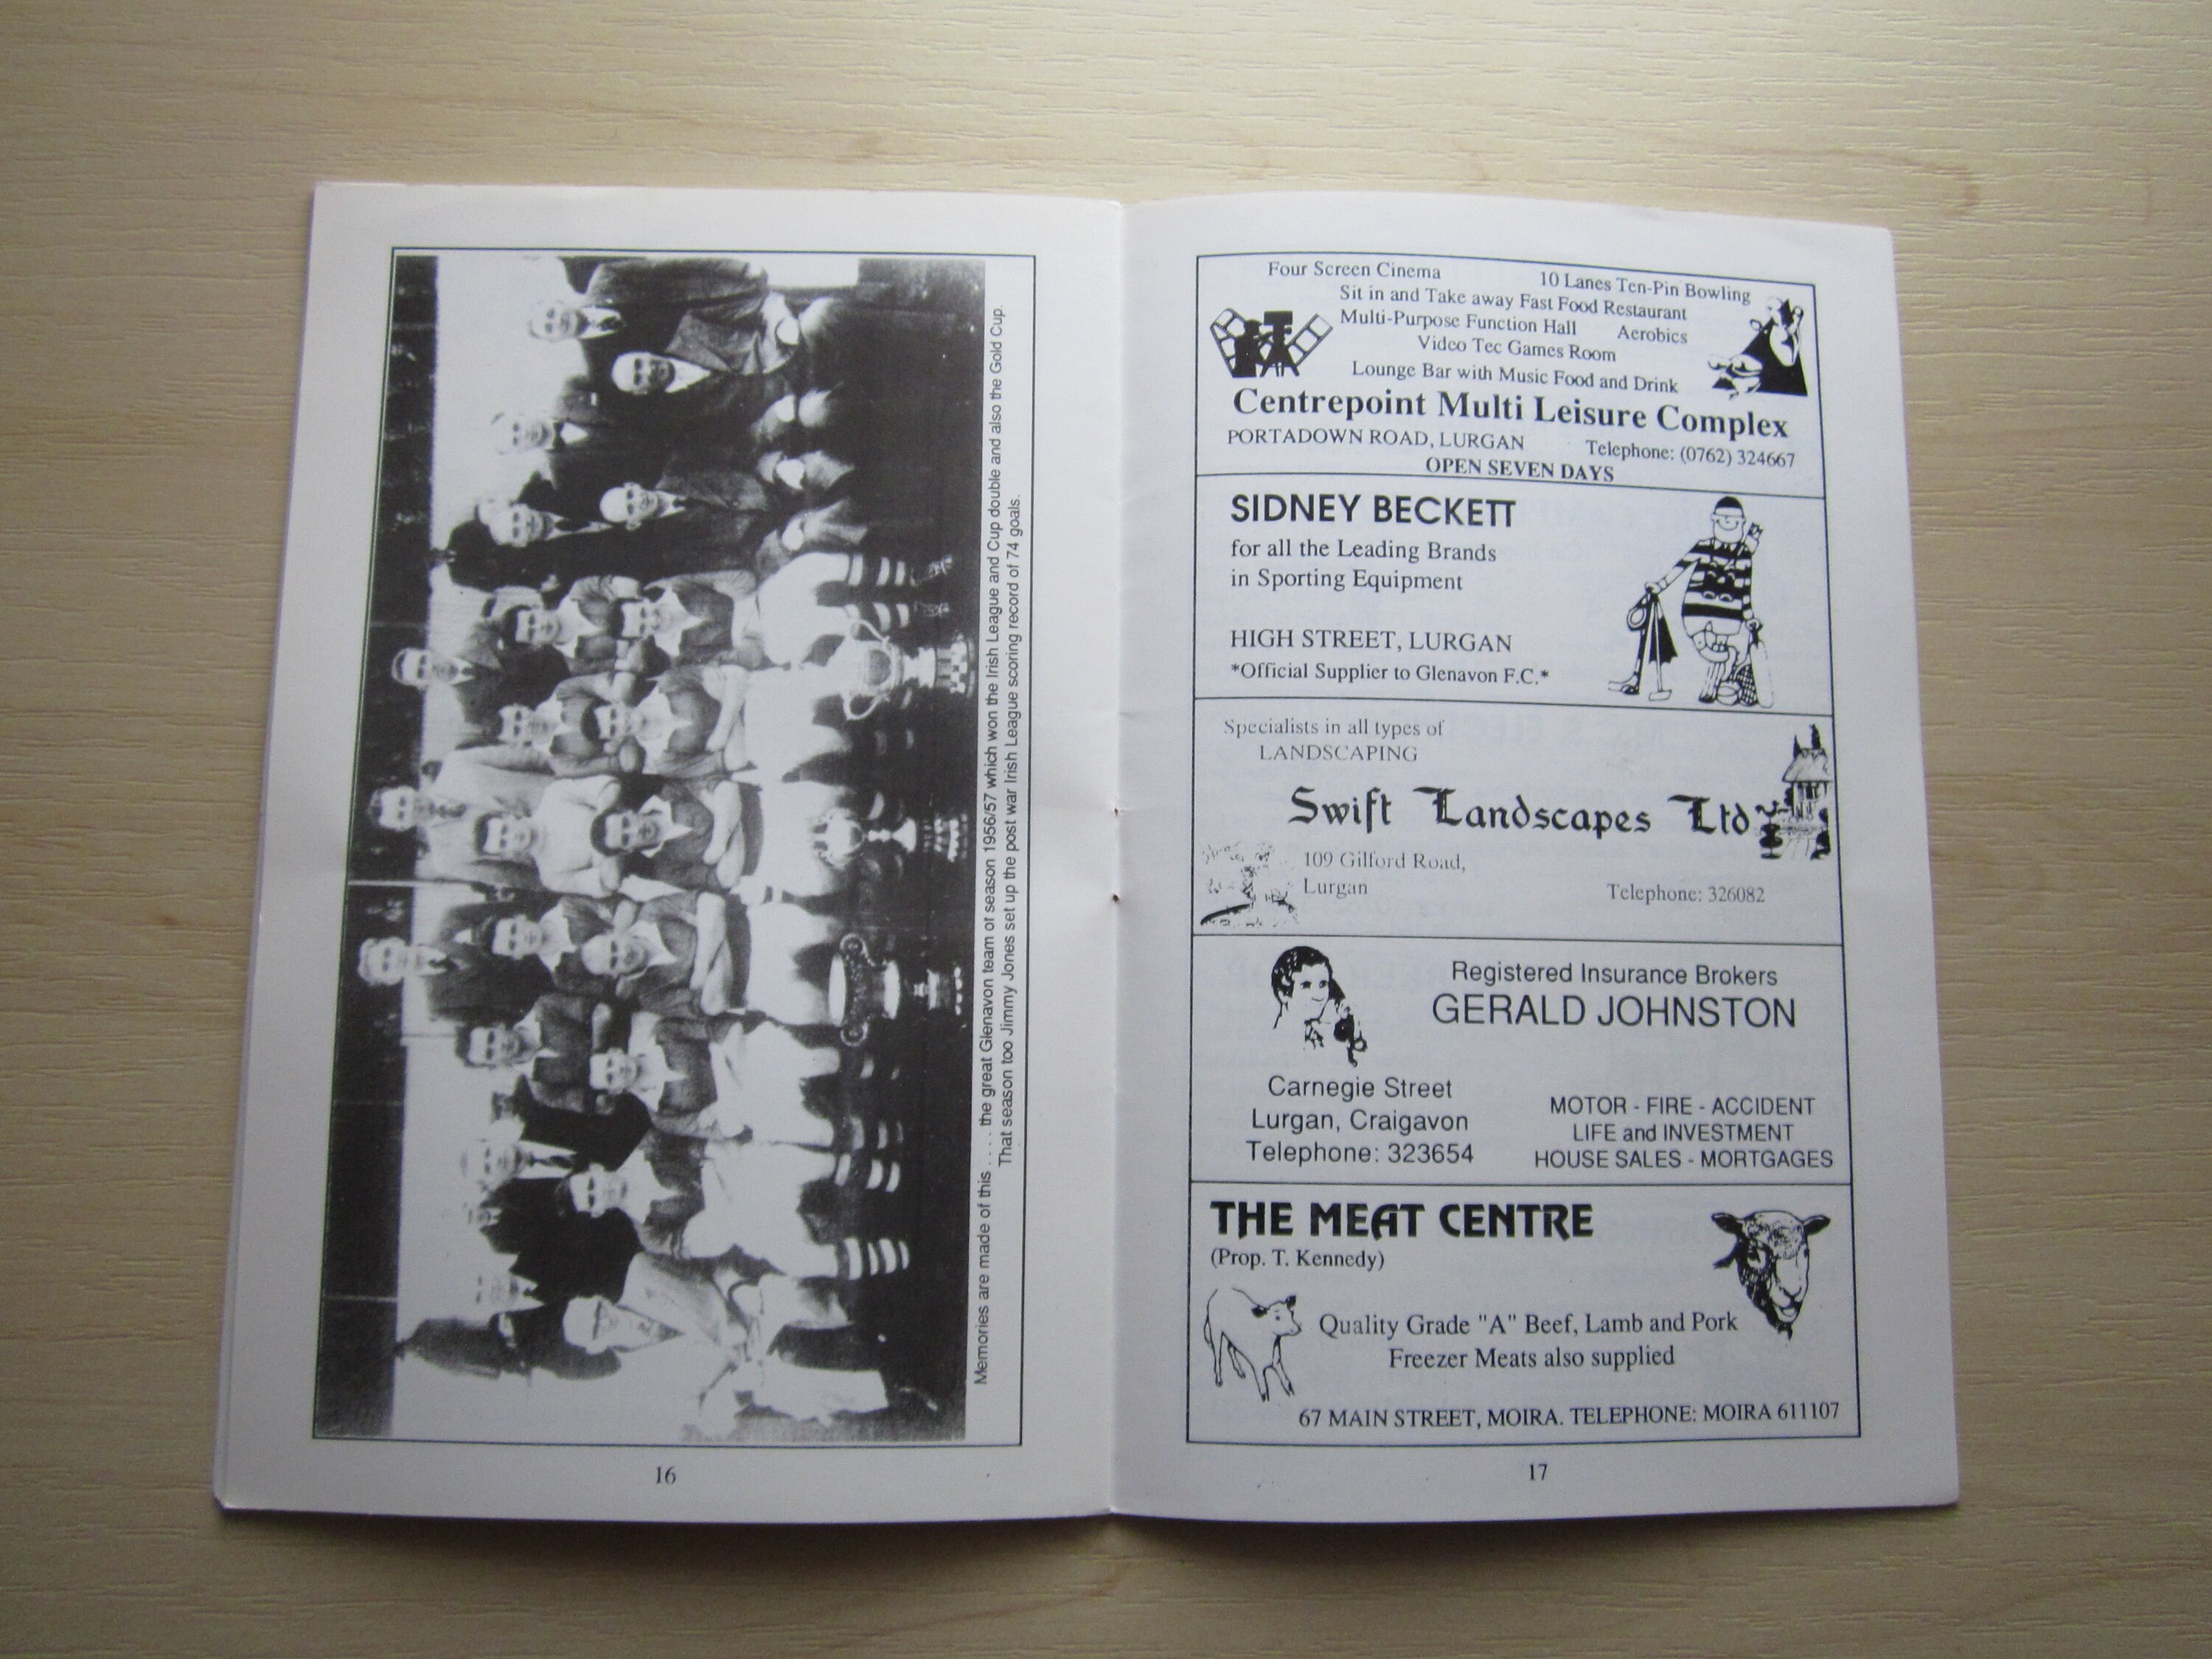 Memories are made of this . . . . the great Glenavon team of season 1956/57 which won the Irish League and Cup double and also the Gold Cup.
That season too Jimmy Jones set up the post war Irish League scoring record of 74 goals.
16
Four Screen Cinema
10 Lanes Ten-Pin Bowling
Sit in and Take away Fast Food Restaurant
Multi-Purpose Function Hall Aerobics
Video Tec Games Room
Lounge Bar with Music Food and Drink
Centrepoint Multi Leisure Complex
PORTADOWN ROAD, LURGAN Telephone: (0762) 324667
OPEN SEVEN DAYS
SIDNEY BECKETT
for all the Leading Brands
in Sporting Equipment
HIGH STREET, LURGAN
*Official Supplier to Glenavon F.C.*
Specialists in all types of
LANDSCAPING
Swift Landscapes Ltd
109 Gilford Road,
Lurgan
Telephone: 326082
Registered Insurance Brokers
GERALD JOHNSTON
Carnegie Street
Lurgan, Craigavon
Telephone: 323654
MOTOR - FIRE - ACCIDENT
LIFE and INVESTMENT
HOUSE SALES - MORTGAGES
THE MEAT CENTRE
(Prop. T. Kennedy)
Quality Grade "A" Beef, Lamb and Pork
Freezer Meats also supplied
67 MAIN STREET, MOIRA. TELEPHONE: MOIRA 611107
17